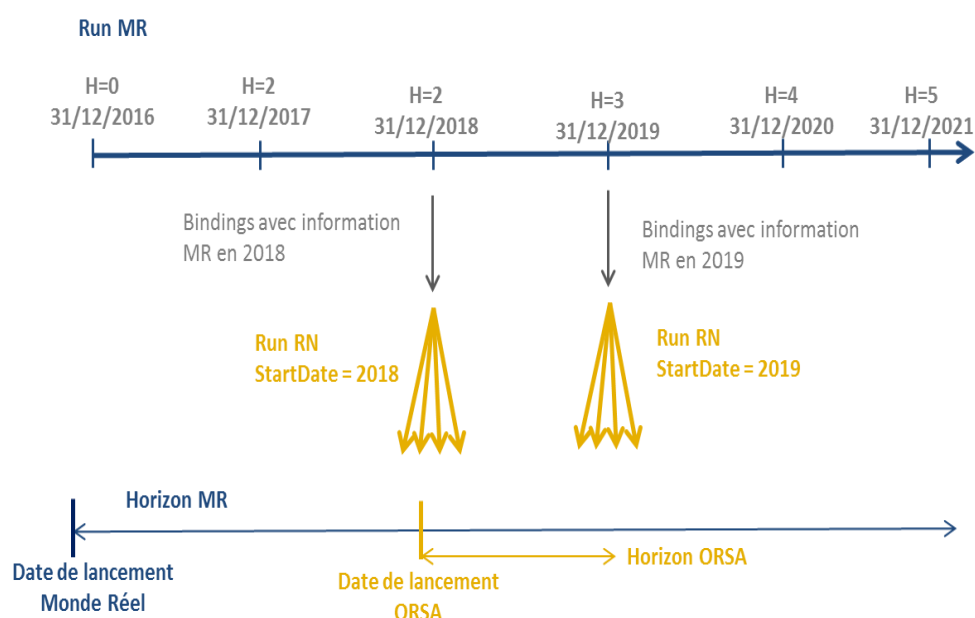 Run MR
H=0
31/12/2016
H=2
31/12/2017
H=2
31/12/2018
H=3
31/12/2019
H=4
31/12/2020
H=5
31/12/2021
Bindings avec information
MR en 2018
Bindings avec information
MR en 2019
Run RN
StartDate = 2018
Run RN
StartDate = 2019
Horizon MR
Horizon ORSA
Date de lancement
Monde Réel
Date de lancement
ORSA